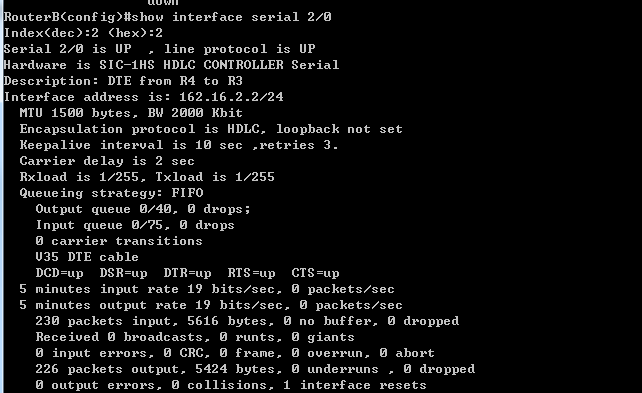 down
RouterB(config)#show interface serial 2/0
Index(dec):2 (hex):2
Serial 2/0 is UP  , line protocol is UP
Hardware is SIC-1HS HDLC CONTROLLER Serial
Description: DTE from R4 to R3
Interface address is: 162.16.2.2/24
  MTU 1500 bytes, BW 2000 Kbit
  Encapsulation protocol is HDLC, loopback not set
  Keepalive interval is 10 sec ,retries 3.
  Carrier delay is 2 sec
  Rxload is 1/255, Txload is 1/255
  Queueing strategy: FIFO
    Output queue 0/40, 0 drops;
    Input queue 0/75, 0 drops
    0 carrier transitions
    V35 DTE cable
    DCD=up  DSR=up  DTR=up  RTS=up  CTS=up
  5 minutes input rate 19 bits/sec, 0 packets/sec
  5 minutes output rate 19 bits/sec, 0 packets/sec
    230 packets input, 5616 bytes, 0 no buffer, 0 dropped
    Received 0 broadcasts, 0 runts, 0 giants
    0 input errors, 0 CRC, 0 frame, 0 overrun, 0 abort
    226 packets output, 5424 bytes, 0 underruns , 0 dropped
    0 output errors, 0 collisions, 1 interface resets